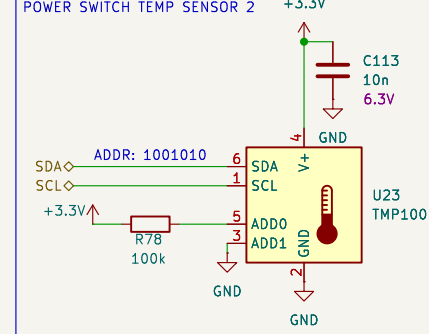 POWER SWITCH TEMP SENSOR 2
+3.3V
C113
10n
6.3V
GND
4
V+
ADDR: 1001010
SDA
6
SDA
SCL
1
SCL
U23
TMP100
+3.3V
R78
100k
5
ADD0
3
ADD1
GND
2
GND
GND